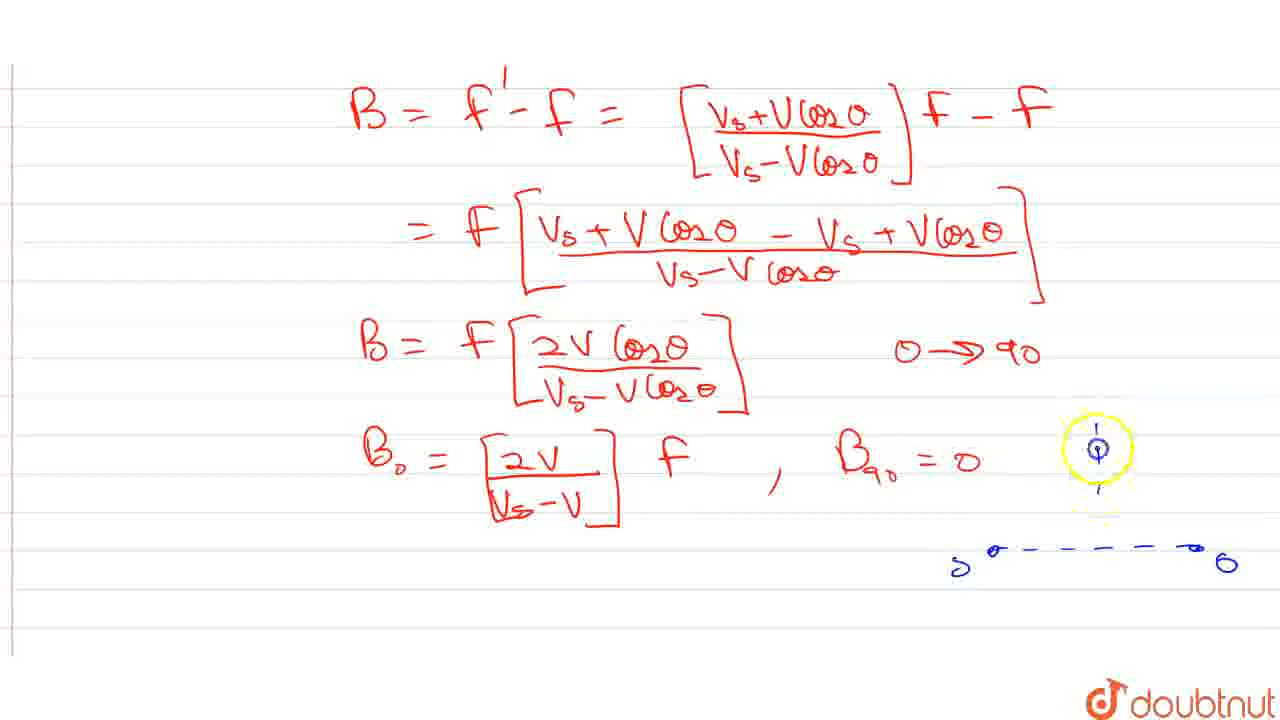 B = f' - f = [Vs + V Cos θ / Vs - V Cos θ] F - F
= F [Vs + V Cos θ - Vs + V Cos θ / Vs - V Cos θ]
B = F [2V Cos θ / Vs - V Cos θ] 0 → 90
B₀ = [2V / Vs - V] F , B₉₀ = 0
S O
doubtnut